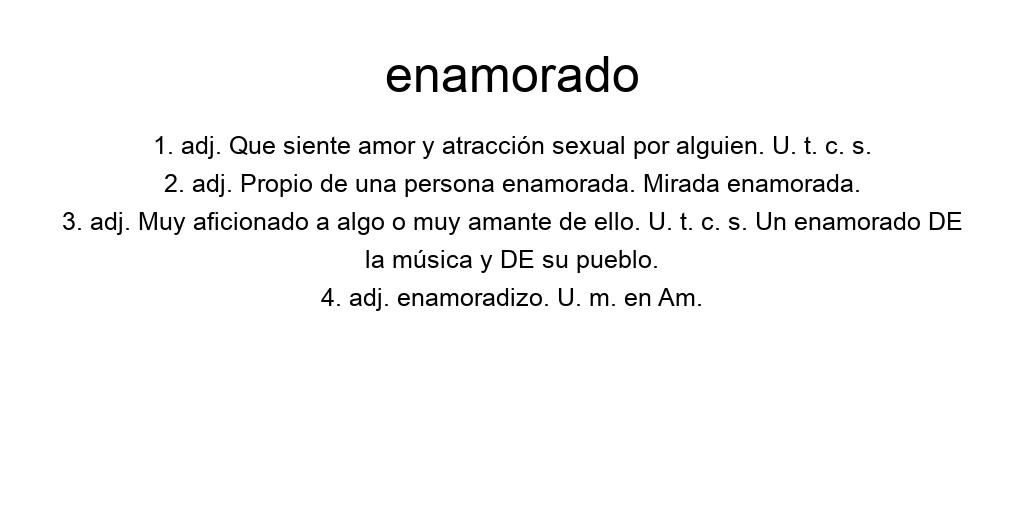 enamorado
1. adj. Que siente amor y atracción sexual por alguien. U. t. c. s.
2. adj. Propio de una persona enamorada. Mirada enamorada.
3. adj. Muy aficionado a algo o muy amante de ello. U. t. c. s. Un enamorado DE
la música y DE su pueblo.
4. adj. enamoradizo. U. m. en Am.